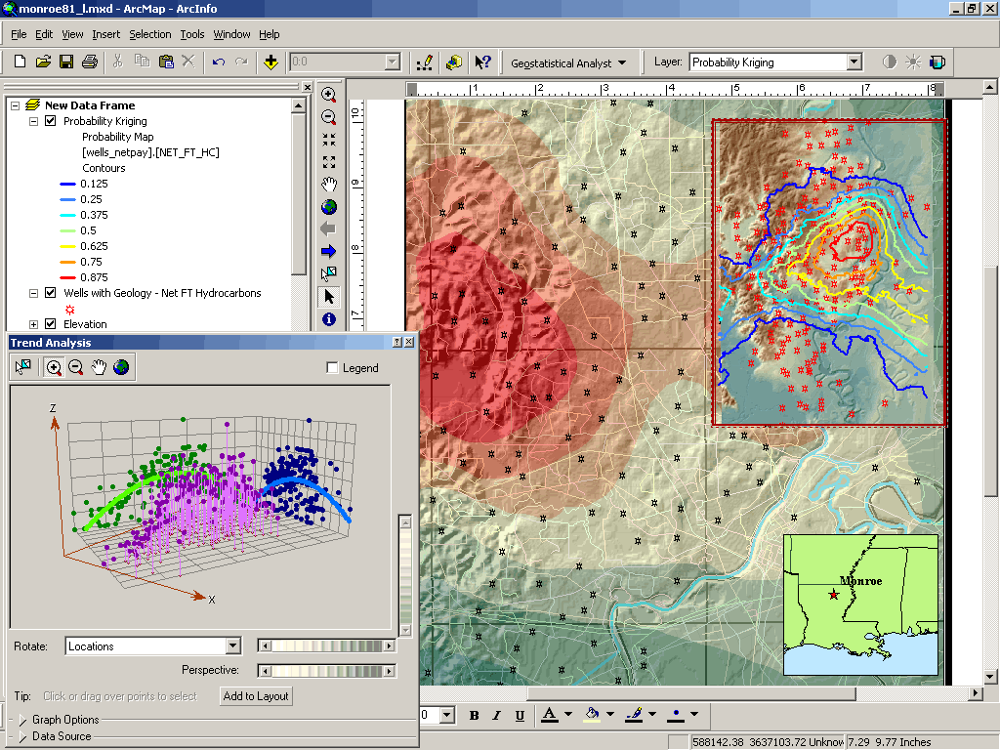 monroe81_l.mxd - ArcMap - ArcInfo
File Edit View Insert Selection Tools Window Help
0:0 Geostatistical Analyst Layer: Probability Kriging
New Data Frame
Probability Kriging
Probability Map
[wells_netpay].[NET_FT_HC]
Contours
0.125
0.25
0.375
0.5
0.625
0.75
0.875
Wells with Geology - Net FT Hydrocarbons
Elevation
1 2 3 4 5 6 7 8
10
9
8
7
Trend Analysis
Legend
Z
X
Rotate: Locations
Perspective:
Tip: Click or drag over points to select Add to Layout
Graph Options
Data Source
Monroe
0 B I U A
588142.38 3637103.72 Unknow 7.29 9.77 Inches